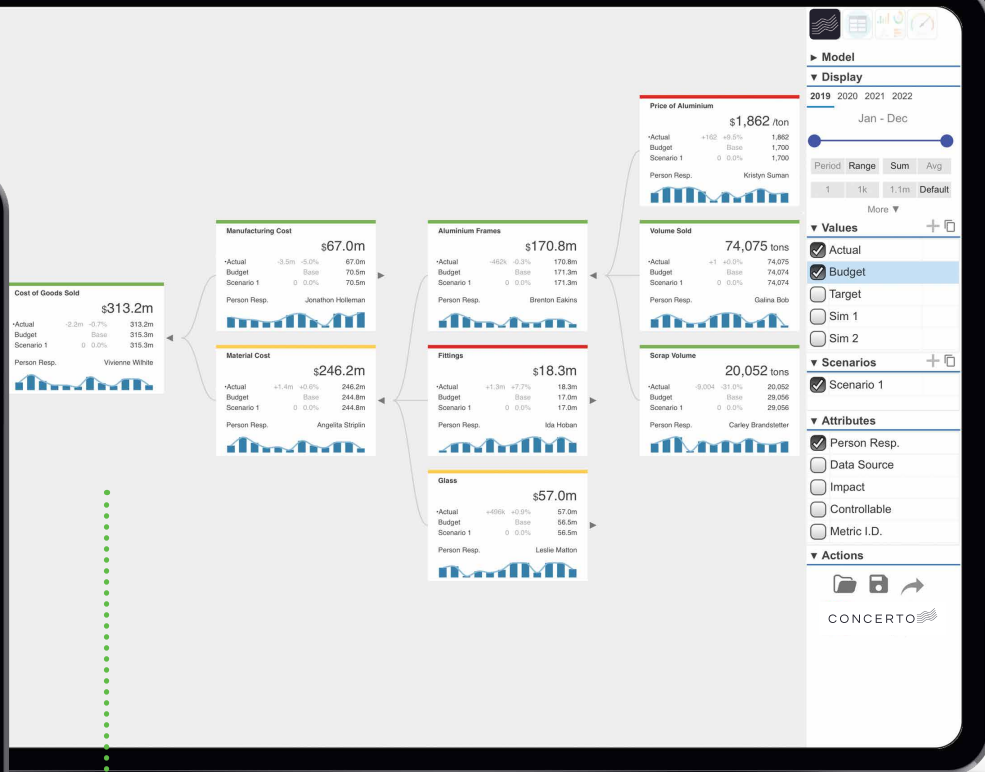 Cost of Goods Sold
$313.2m
•Actual -2.2m -0.7% 313.2m
Budget Base 315.3m
Scenario 1 0 0.0% 315.3m
Person Resp. Vivienne Wilhite
Manufacturing Cost
$67.0m
•Actual -3.5m -5.0% 67.0m
Budget Base 70.5m
Scenario 1 0 0.0% 70.5m
Person Resp. Jonathon Holleman
Material Cost
$246.2m
•Actual +1.4m +0.6% 246.2m
Budget Base 244.8m
Scenario 1 0 0.0% 244.8m
Person Resp. Angelita Striplin
Aluminium Frames
$170.8m
•Actual -462k -0.3% 170.8m
Budget Base 171.3m
Scenario 1 0 0.0% 171.3m
Person Resp. Brenton Eakins
Fittings
$18.3m
•Actual +1.3m +7.7% 18.3m
Budget Base 17.0m
Scenario 1 0 0.0% 17.0m
Person Resp. Ida Hoban
Glass
$57.0m
•Actual +496k +0.9% 57.0m
Budget Base 56.5m
Scenario 1 0 0.0% 56.5m
Person Resp. Leslie Matton
Price of Aluminium
$1,862 /ton
•Actual +162 +9.5% 1,862
Budget Base 1,700
Scenario 1 0 0.0% 1,700
Person Resp. Kristyn Suman
Volume Sold
74,075 tons
•Actual +1 +0.0% 74,075
Budget Base 74,074
Scenario 1 0 0.0% 74,074
Person Resp. Galina Bob
Scrap Volume
20,052 tons
•Actual -9,004 -31.0% 20,052
Budget Base 29,056
Scenario 1 0 0.0% 29,056
Person Resp. Carley Brandstetter
Model
Display
2019 2020 2021 2022
Jan - Dec
Period Range Sum Avg
1 1k 1.1m Default
More
Values
Actual
Budget
Target
Sim 1
Sim 2
Scenarios
Scenario 1
Attributes
Person Resp.
Data Source
Impact
Controllable
Metric I.D.
Actions
CONCERTO